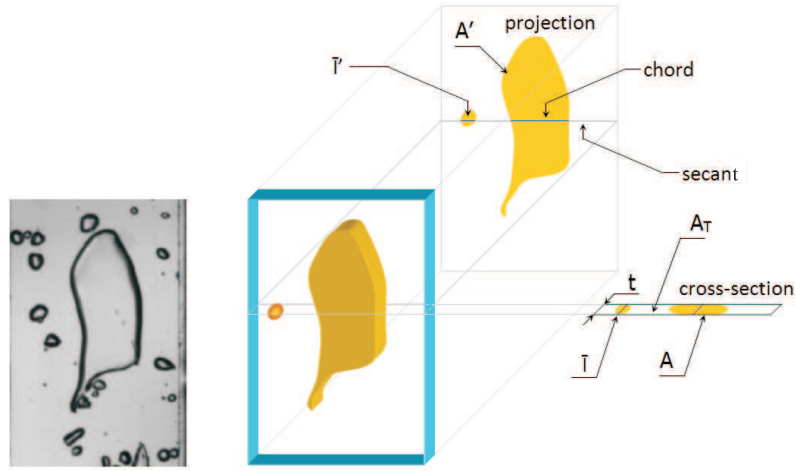 projection
A′
Ī′
chord
secant
A_T
t
cross-section
Ī
A